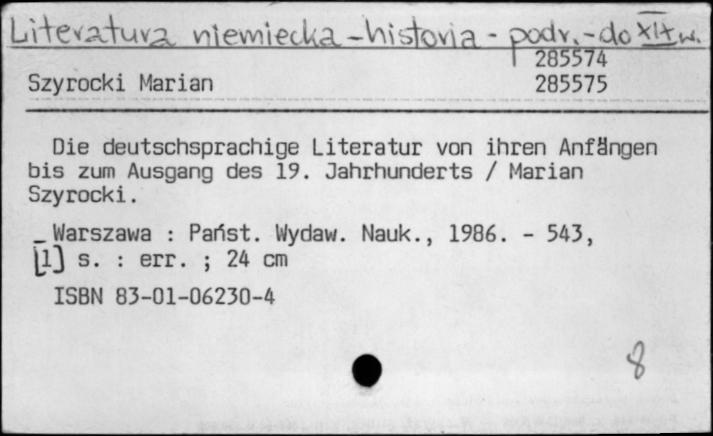 Literatura niemiecka - historia - podr. - do XIX w.
285574
Szyrocki Marian 285575
Die deutschsprachige Literatur von ihren Anfängen
bis zum Ausgang des 19. Jahrhunderts / Marian
Szyrocki.
_ Warszawa : Państ. Wydaw. Nauk., 1986. - 543,
[1] s. : err. ; 24 cm
ISBN 83-01-06230-4
8